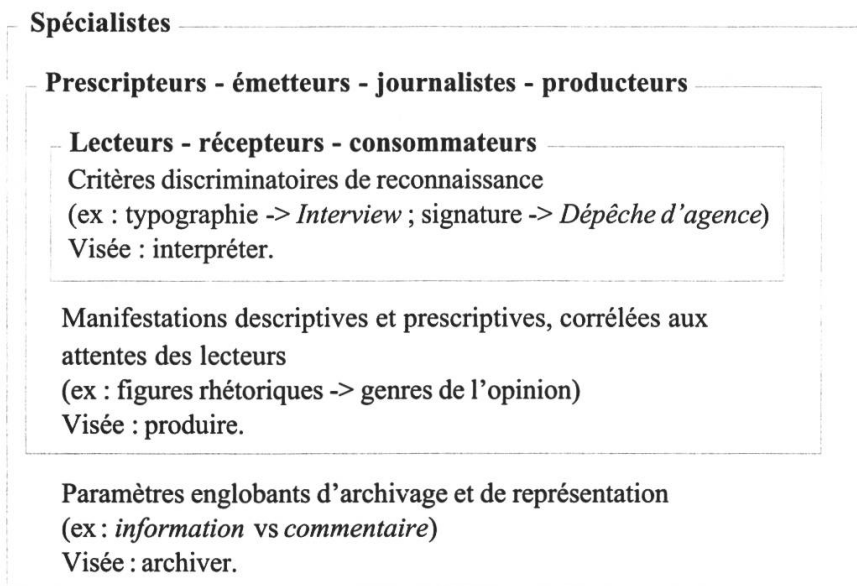 Spécialistes
Prescripteurs - émetteurs - journalistes - producteurs
Lecteurs - récepteurs - consommateurs
Critères discriminatoires de reconnaissance
(ex : typographie -> Interview ; signature -> Dépêche d'agence)
Visée : interpréter.
Manifestations descriptives et prescriptives, corrélées aux
attentes des lecteurs
(ex : figures rhétoriques -> genres de l'opinion)
Visée : produire.
Paramètres englobants d'archivage et de représentation
(ex : information vs commentaire)
Visée : archiver.